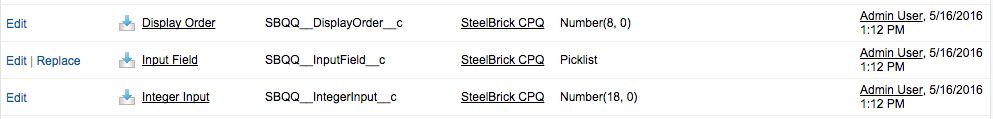 Edit Display Order SBQQ__DisplayOrder__c SteelBrick CPQ Number(8, 0) Admin User, 5/16/2016
1:12 PM
Edit | Replace Input Field SBQQ__InputField__c SteelBrick CPQ Picklist Admin User, 5/16/2016
1:12 PM
Edit Integer Input SBQQ__IntegerInput__c SteelBrick CPQ Number(18, 0) Admin User, 5/16/2016
1:12 PM